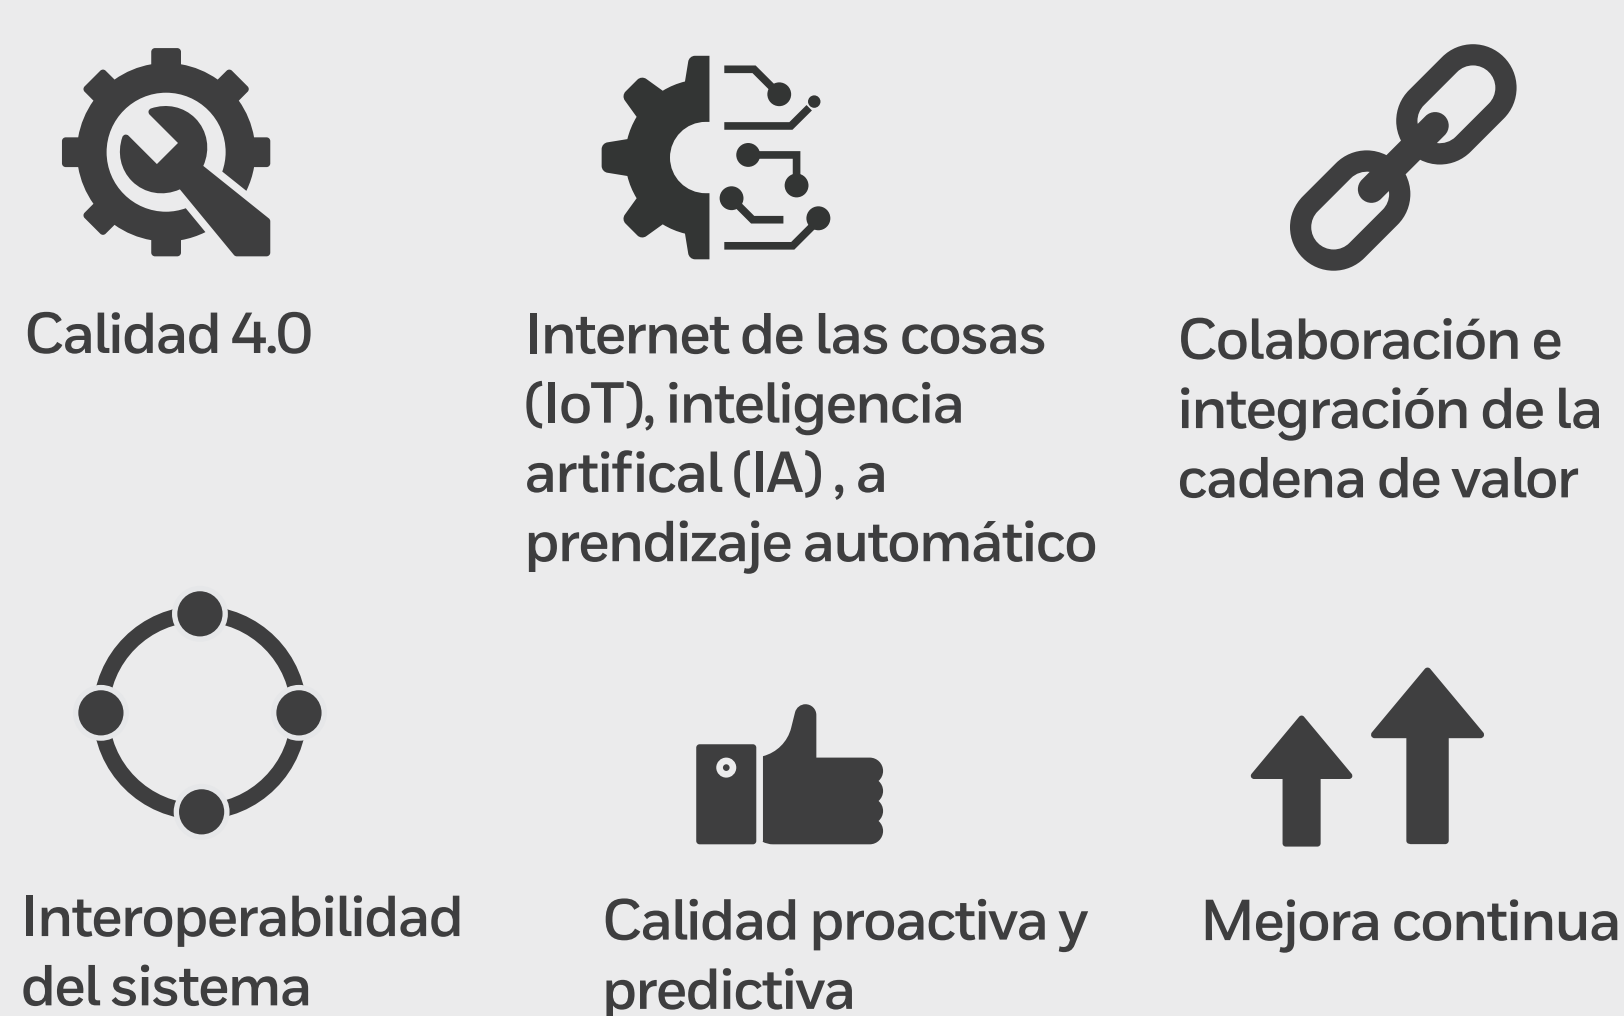 Calidad 4.0
Internet de las cosas
(IoT), inteligencia
artifical (IA) , a
prendizaje automático
Colaboración e
integración de la
cadena de valor
Interoperabilidad
del sistema
Calidad proactiva y
predictiva
Mejora continua